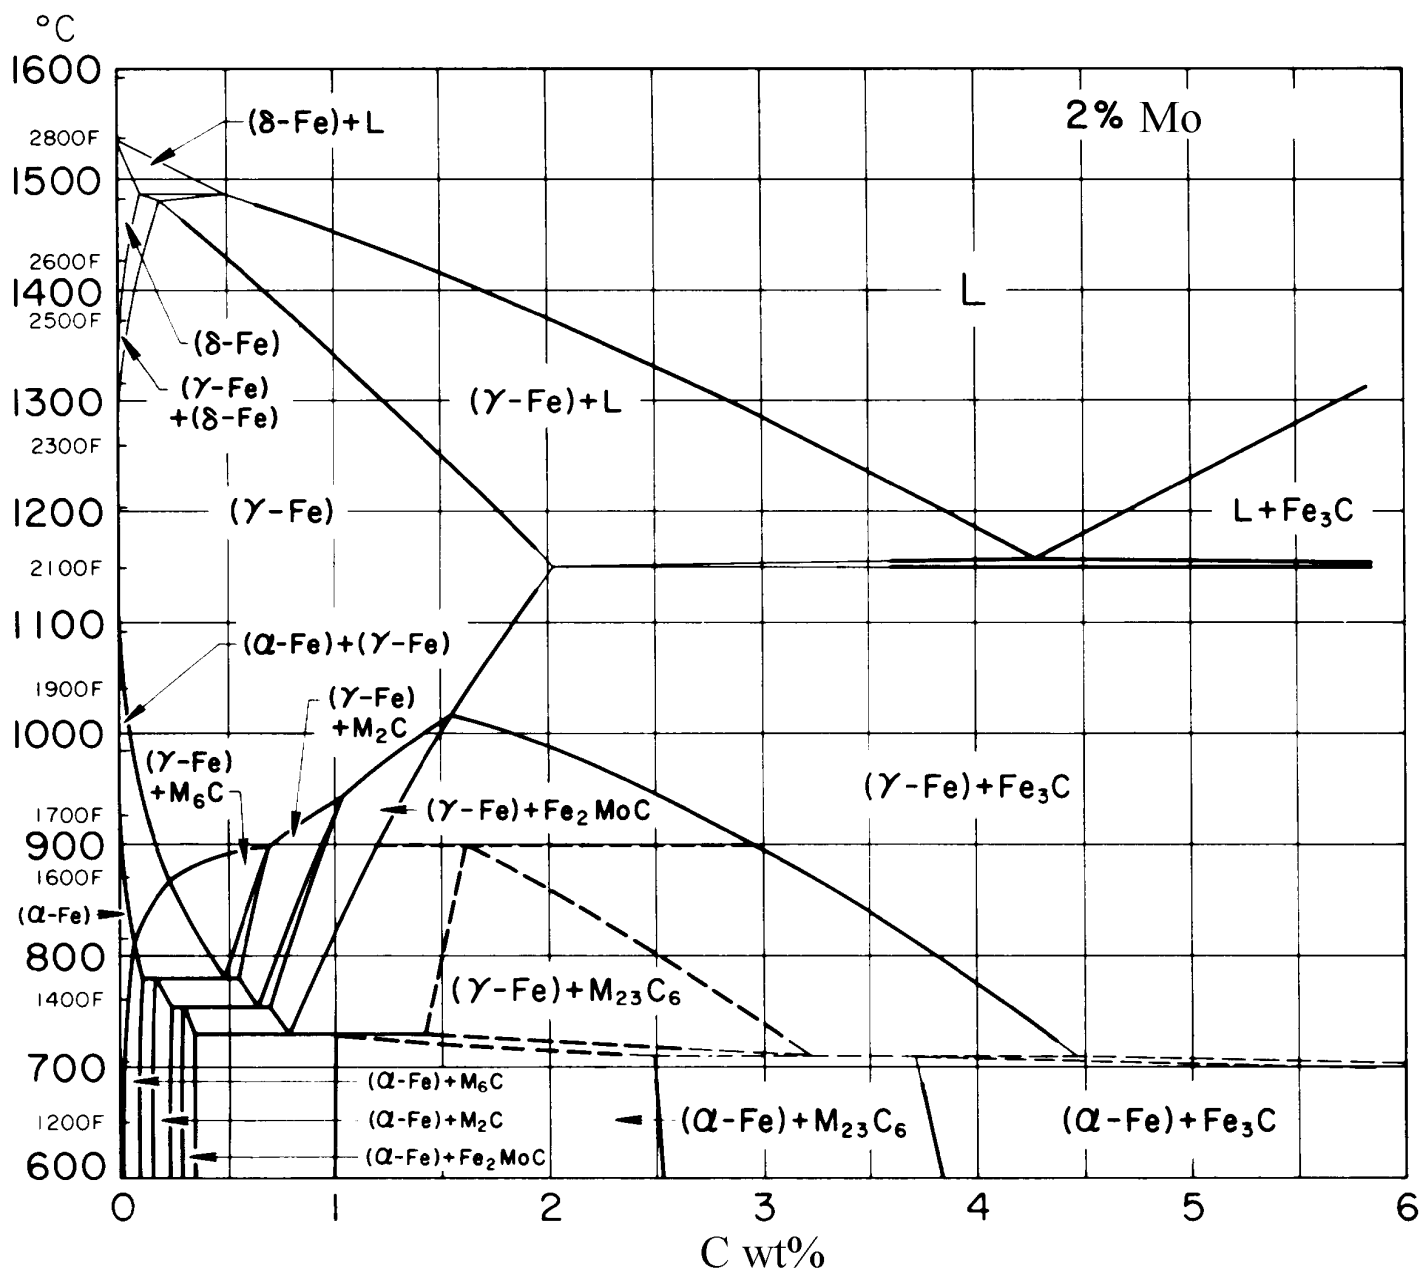 °C
1600
2% Mo
(δ-Fe)+L
2800F
1500
2600F
1400
L
2500F
(δ-Fe)
(γ-Fe)
+(δ-Fe)
1300
(γ-Fe)+L
2300F
1200
(γ-Fe)
L+Fe₃C
2100F
1100
(α-Fe)+(γ-Fe)
1900F
(γ-Fe)
+M₂C
1000
(γ-Fe)
+M₆C
(γ-Fe)+Fe₃C
1700F
(γ-Fe)+Fe₂MoC
900
1600F
(α-Fe)
800
1400F
(γ-Fe)+M₂₃C₆
700
(α-Fe)+M₆C
1200F
(α-Fe)+M₂C
(α-Fe)+M₂₃C₆
(α-Fe)+Fe₃C
600
(α-Fe)+Fe₂MoC
0 1 2 3 4 5 6
C wt%